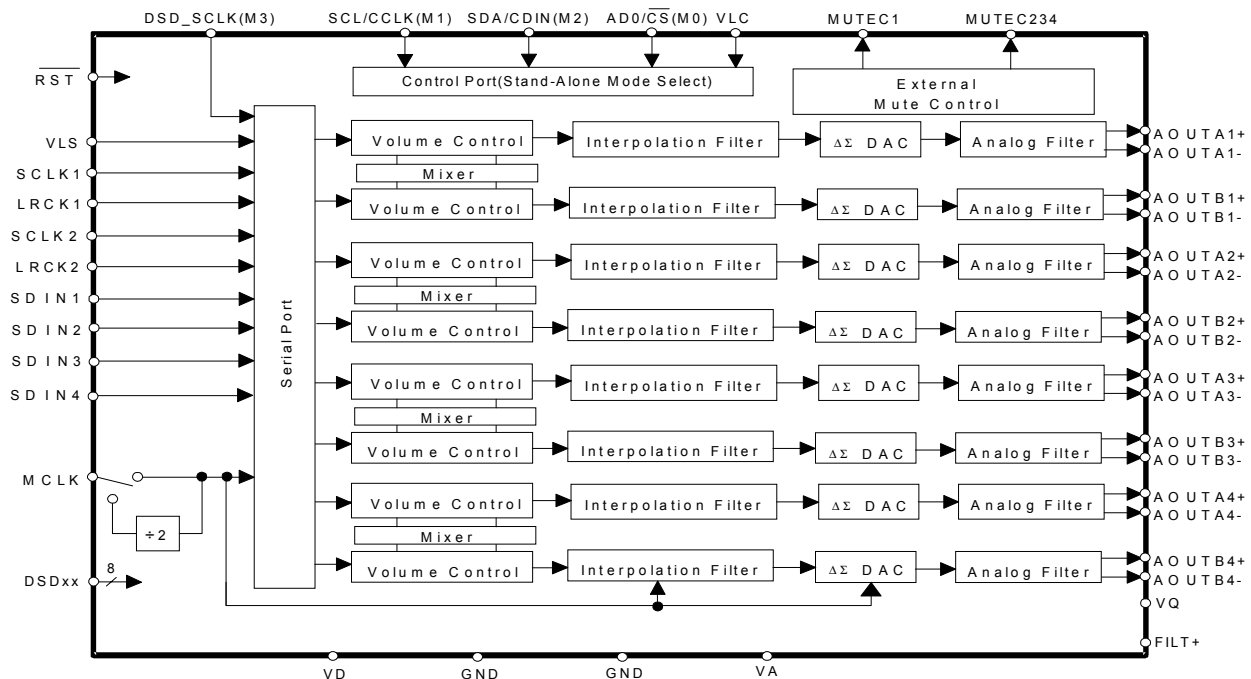 DSD_SCLK(M3) SCL/CCLK(M1) SDA/CDIN(M2) AD0/CS(M0) VLC MUTEC1 MUTEC234
RST
Control Port(Stand-Alone Mode Select)
External
Mute Control
VLS
SCLK1
LRCK1
SCLK2
LRCK2
SDIN1
SDIN2
SDIN3
SDIN4
MCLK
÷2
DSDxx
8
Serial Port
Volume Control Interpolation Filter ΔΣ DAC Analog Filter AOUTA1+
AOUTA1-
Mixer
Volume Control Interpolation Filter ΔΣ DAC Analog Filter AOUTB1+
AOUTB1-
Volume Control Interpolation Filter ΔΣ DAC Analog Filter AOUTA2+
AOUTA2-
Mixer
Volume Control Interpolation Filter ΔΣ DAC Analog Filter AOUTB2+
AOUTB2-
Volume Control Interpolation Filter ΔΣ DAC Analog Filter AOUTA3+
AOUTA3-
Mixer
Volume Control Interpolation Filter ΔΣ DAC Analog Filter AOUTB3+
AOUTB3-
Volume Control Interpolation Filter ΔΣ DAC Analog Filter AOUTA4+
AOUTA4-
Mixer
Volume Control Interpolation Filter ΔΣ DAC Analog Filter AOUTB4+
AOUTB4-
VQ
FILT+
VD GND GND VA